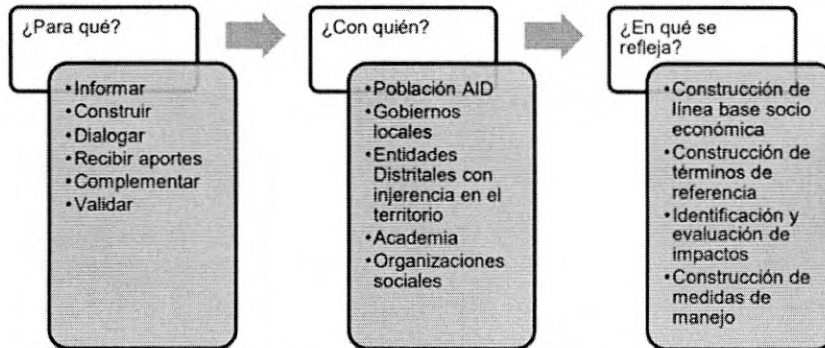 ¿Para qué?
•Informar
•Construir
•Dialogar
•Recibir aportes
•Complementar
•Validar
¿Con quién?
•Población AID
•Gobiernos
locales
•Entidades
Distritales con
injerencia en el
territorio
•Academia
•Organizaciones
sociales
¿En qué se
refleja?
•Construcción de
línea base socio
económica
•Construcción de
términos de
referencia
•Identificación y
evaluación de
impactos
•Construcción de
medidas de
manejo